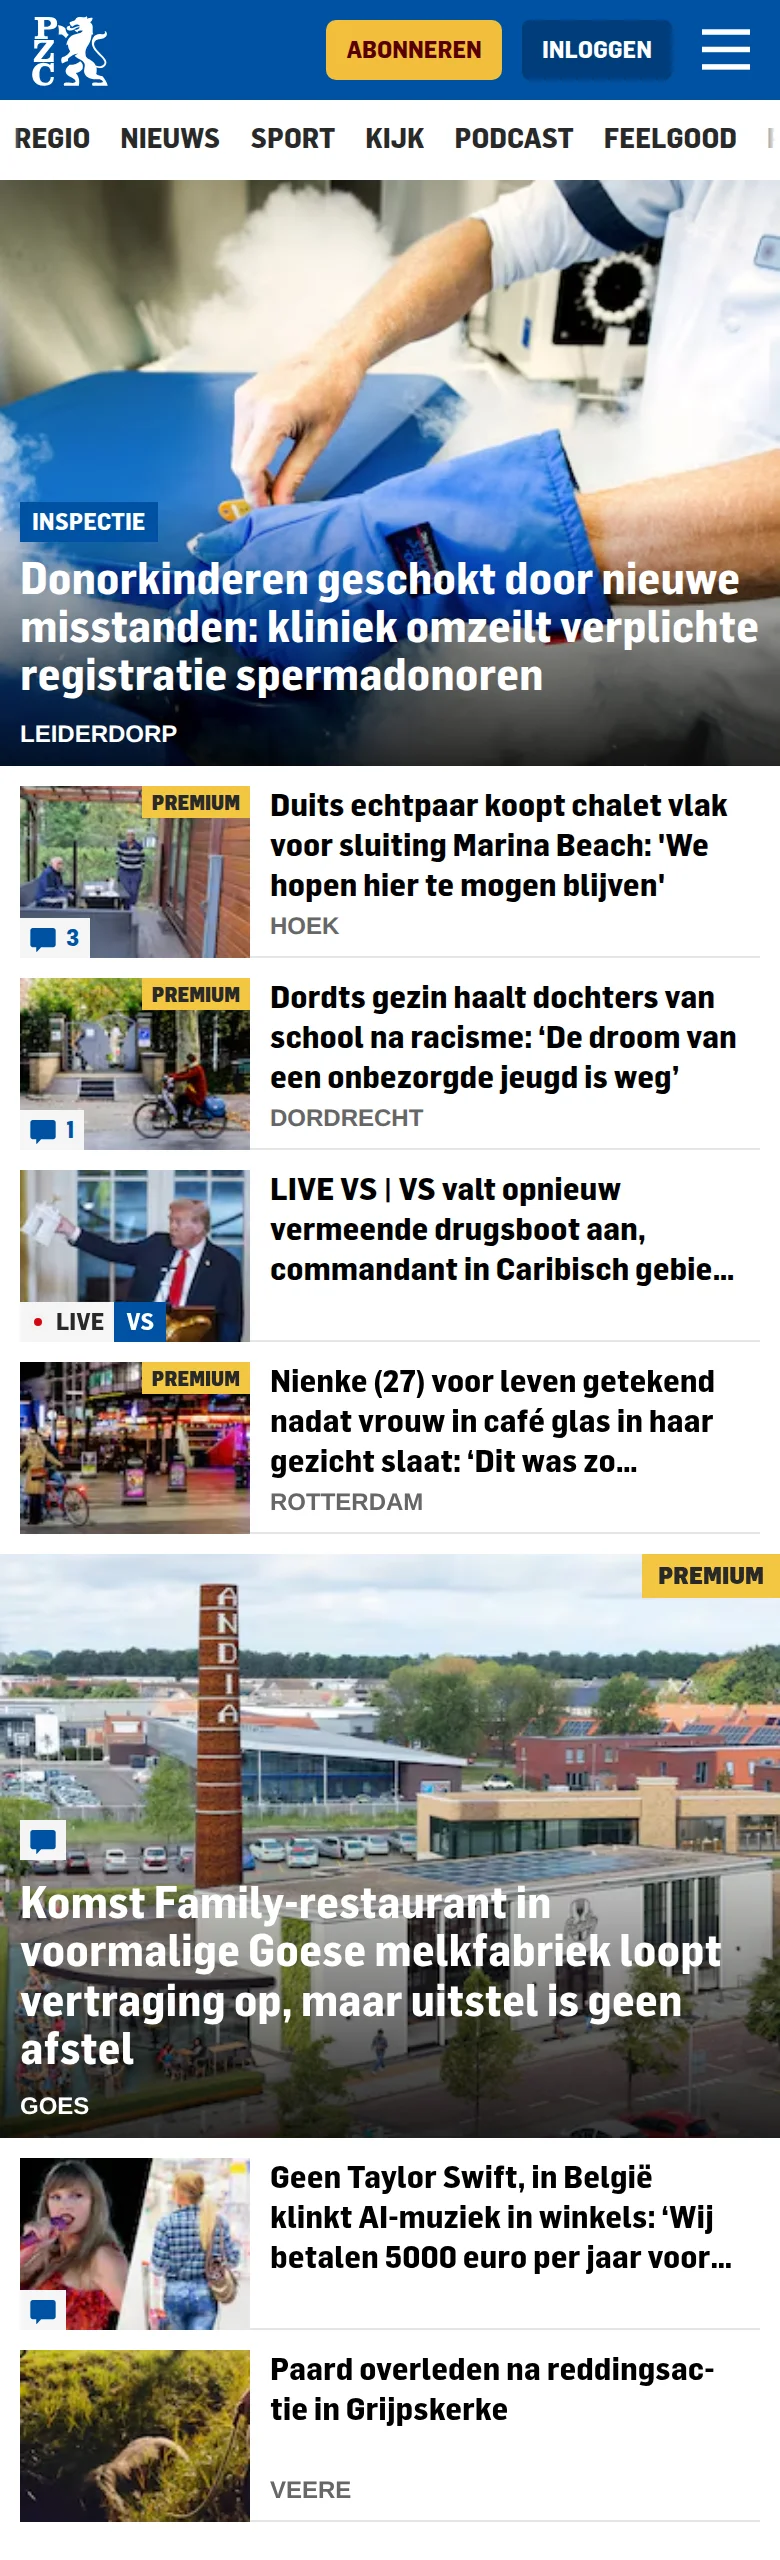 PZC
ABONNEREN
INLOGGEN
REGIO NIEUWS SPORT KIJK PODCAST FEELGOOD
INSPECTIE
Donorkinderen geschokt door nieuwe
misstanden: kliniek omzeilt verplichte
registratie spermadonoren
LEIDERDORP
PREMIUM
3
Duits echtpaar koopt chalet vlak
voor sluiting Marina Beach: 'We
hopen hier te mogen blijven'
HOEK
PREMIUM
1
Dordts gezin haalt dochters van
school na racisme: ‘De droom van
een onbezorgde jeugd is weg’
DORDRECHT
LIVE VS
LIVE VS | VS valt opnieuw
vermeende drugsboot aan,
commandant in Caribisch gebie...
PREMIUM
Nienke (27) voor leven getekend
nadat vrouw in café glas in haar
gezicht slaat: ‘Dit was zo...
ROTTERDAM
PREMIUM
ANDIA
Komst Family-restaurant in
voormalige Goese melkfabriek loopt
vertraging op, maar uitstel is geen
afstel
GOES
Geen Taylor Swift, in België
klinkt AI-muziek in winkels: ‘Wij
betalen 5000 euro per jaar voor...
Paard overleden na reddingsac-
tie in Grijpskerke
VEERE